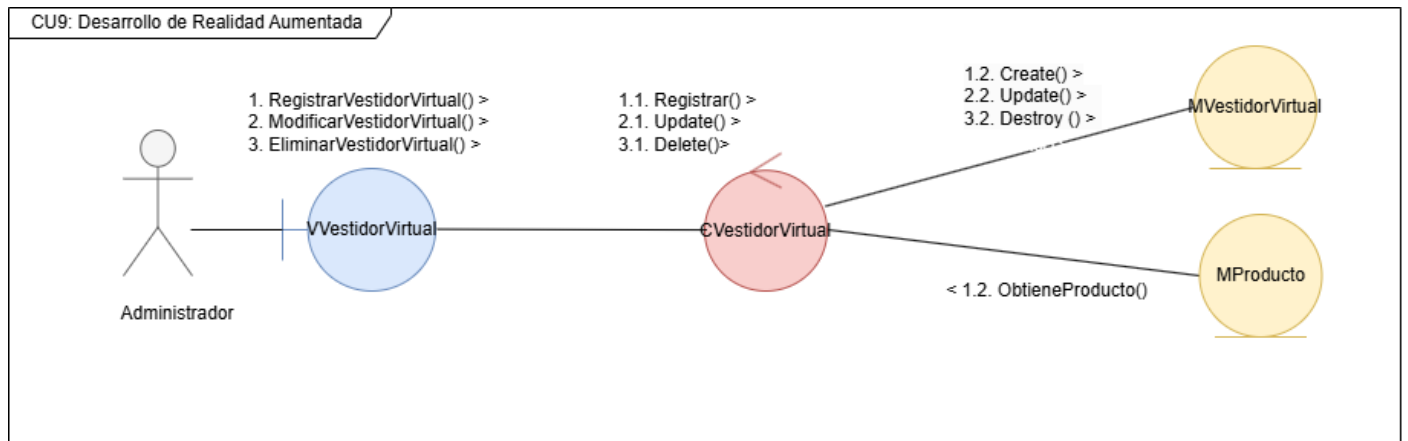 CU9: Desarrollo de Realidad Aumentada
1. RegistrarVestidorVirtual() >
2. ModificarVestidorVirtual() >
3. EliminarVestidorVirtual() >
1.1. Registrar() >
2.1. Update() >
3.1. Delete()>
1.2. Create() >
2.2. Update() >
3.2. Destroy () >
MVestidorVirtual
VVestidorVirtual
CVestidorVirtual
MProducto
< 1.2. ObtieneProducto()
Administrador